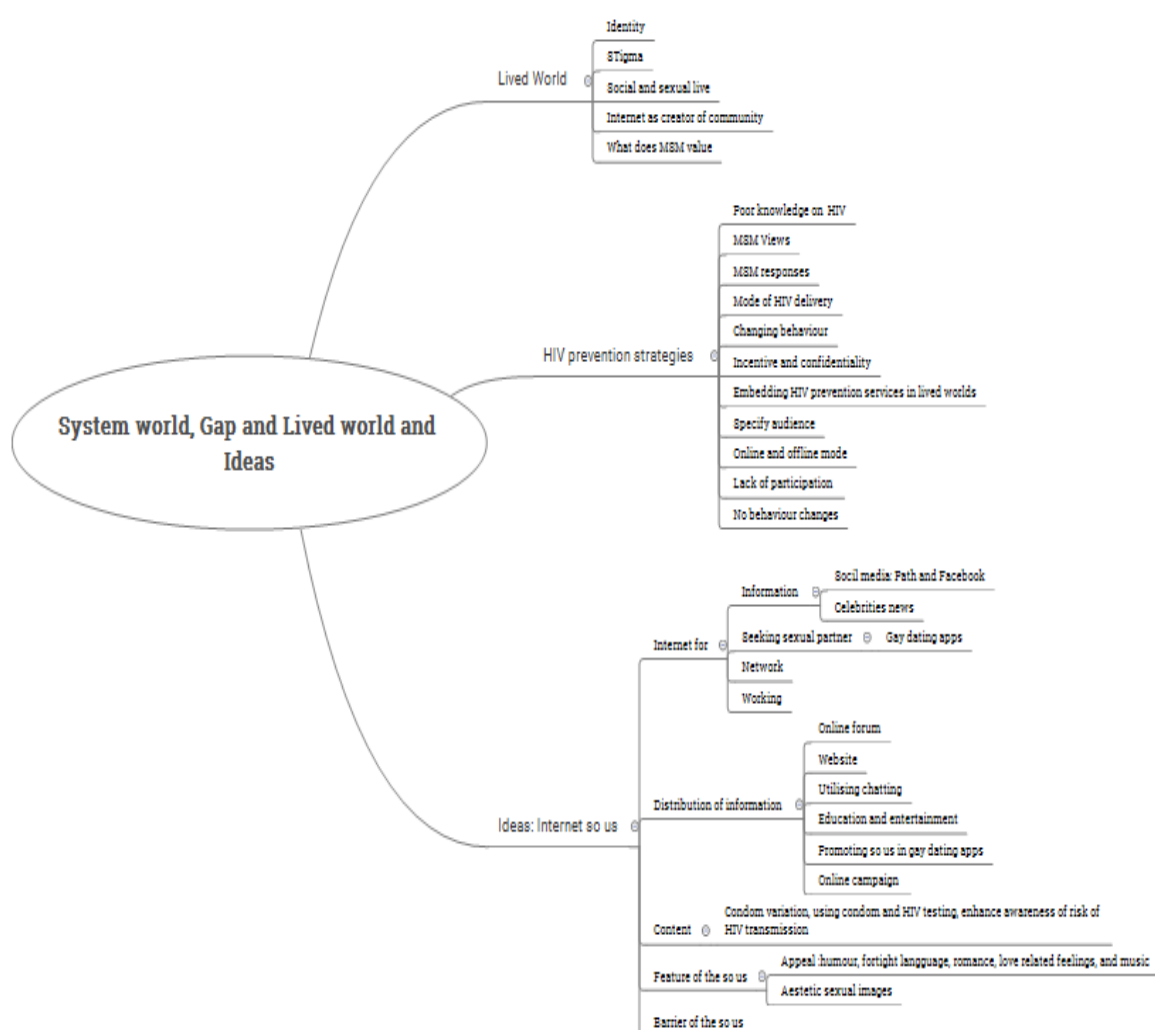 Identity
STigma
Lived World
Social and sexual live
Internet as creator of community
What does MSM value
Poor knowledge on HIV
MSM Views
MSM responses
Mode of HIV delivery
Changing behaviour
HIV prevention strategies
Incentive and confidentiality
Embedding HIV prevention services in lived worlds
Specify audience
Online and offline mode
Lack of participation
No behaviour changes
System world, Gap and Lived world and
Ideas
Socil media: Path and Facebook
Information
Celebrities news
Internet for
Seeking sexual partner
Gay dating apps
Network
Working
Online forum
Website
Utilising chatting
Distribution of information
Education and entertainment
Ideas: Internet so us
Promoting so us in gay dating apps
Online campaign
Content
Condom variation, using condom and HIV testing, enhance awareness of risk of
HIV transmission
Appeal :humour, fortight langguage, romance, love related feelings, and music
Feature of the so us
Aestetic sexual images
Barrier of the so us